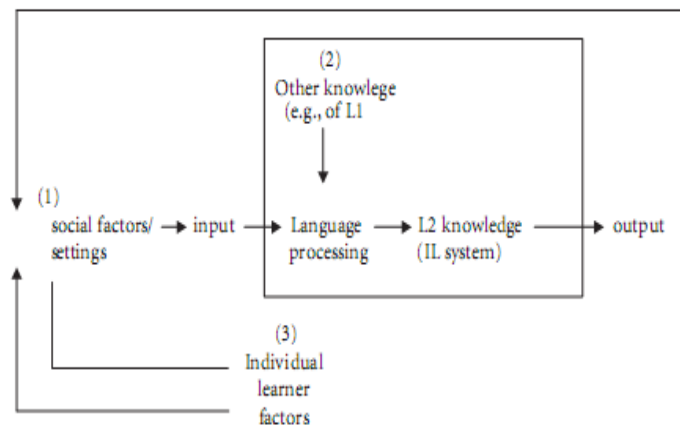 (2)
Other knowlege
(e.g., of L1
(1)
social factors/
settings
input
Language
processing
L2 knowledge
(IL system)
output
(3)
Individual
learner
factors